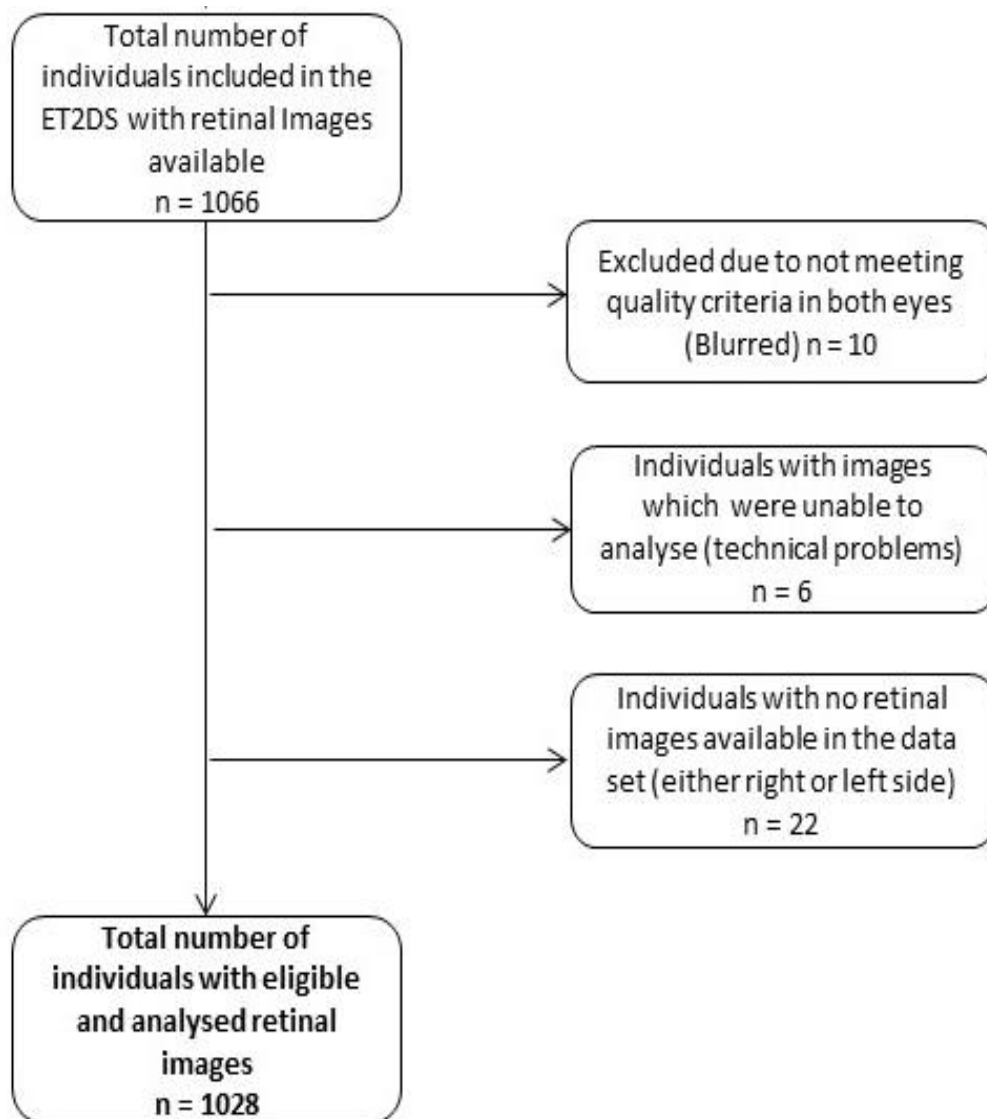 Total number of
individuals included in the
ET2DS with retinal Images
available
n = 1066
Excluded due to not meeting
quality criteria in both eyes
(Blurred) n = 10
Individuals with images
which were unable to
analyse (technical problems)
n = 6
Individuals with no retinal
images available in the data
set (either right or left side)
n = 22
Total number of
individuals with eligible
and analysed retinal
images
n = 1028